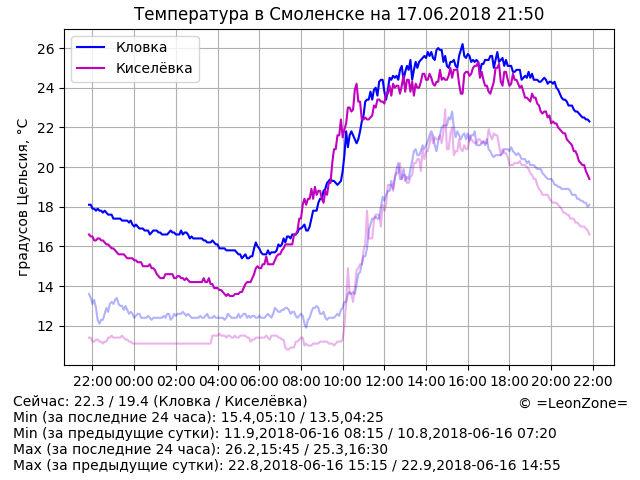 Температура в Смоленске на 17.06.2018 21:50
Кловка
Киселёвка
градусов Цельсия, °C
26
24
22
20
18
16
14
12
22:00 00:00 02:00 04:00 06:00 08:00 10:00 12:00 14:00 16:00 18:00 20:00 22:00
Сейчас: 22.3 / 19.4 (Кловка / Киселёвка)
© =LeonZone=
Min (за последние 24 часа): 15.4,05:10 / 13.5,04:25
Min (за предыдущие сутки): 11.9,2018-06-16 08:15 / 10.8,2018-06-16 07:20
Max (за последние 24 часа): 26.2,15:45 / 25.3,16:30
Max (за предыдущие сутки): 22.8,2018-06-16 15:15 / 22.9,2018-06-16 14:55